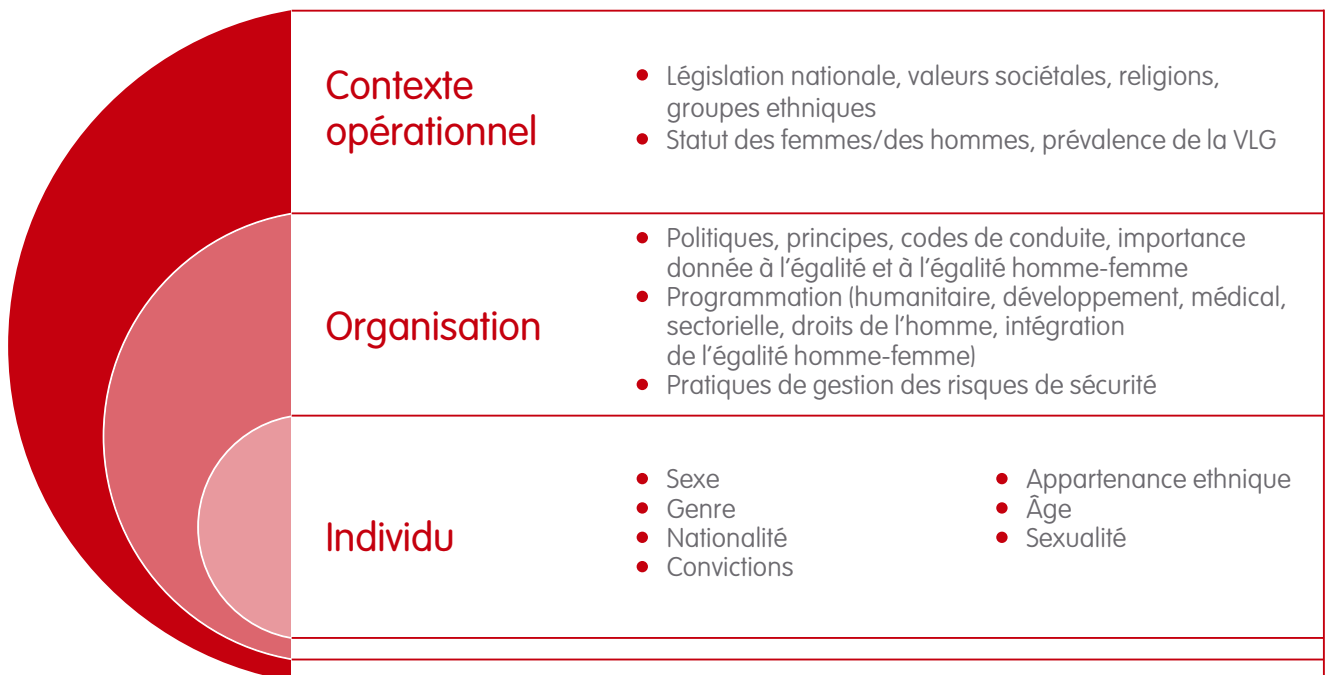 Contexte
opérationnel
• Législation nationale, valeurs sociétales, religions,
groupes ethniques
• Statut des femmes/des hommes, prévalence de la VLG
Organisation
• Politiques, principes, codes de conduite, importance
donnée à l’égalité et à l’égalité homme-femme
• Programmation (humanitaire, développement, médical,
sectorielle, droits de l’homme, intégration
de l’égalité homme-femme)
• Pratiques de gestion des risques de sécurité
Individu
• Sexe
• Genre
• Nationalité
• Convictions
• Appartenance ethnique
• Âge
• Sexualité